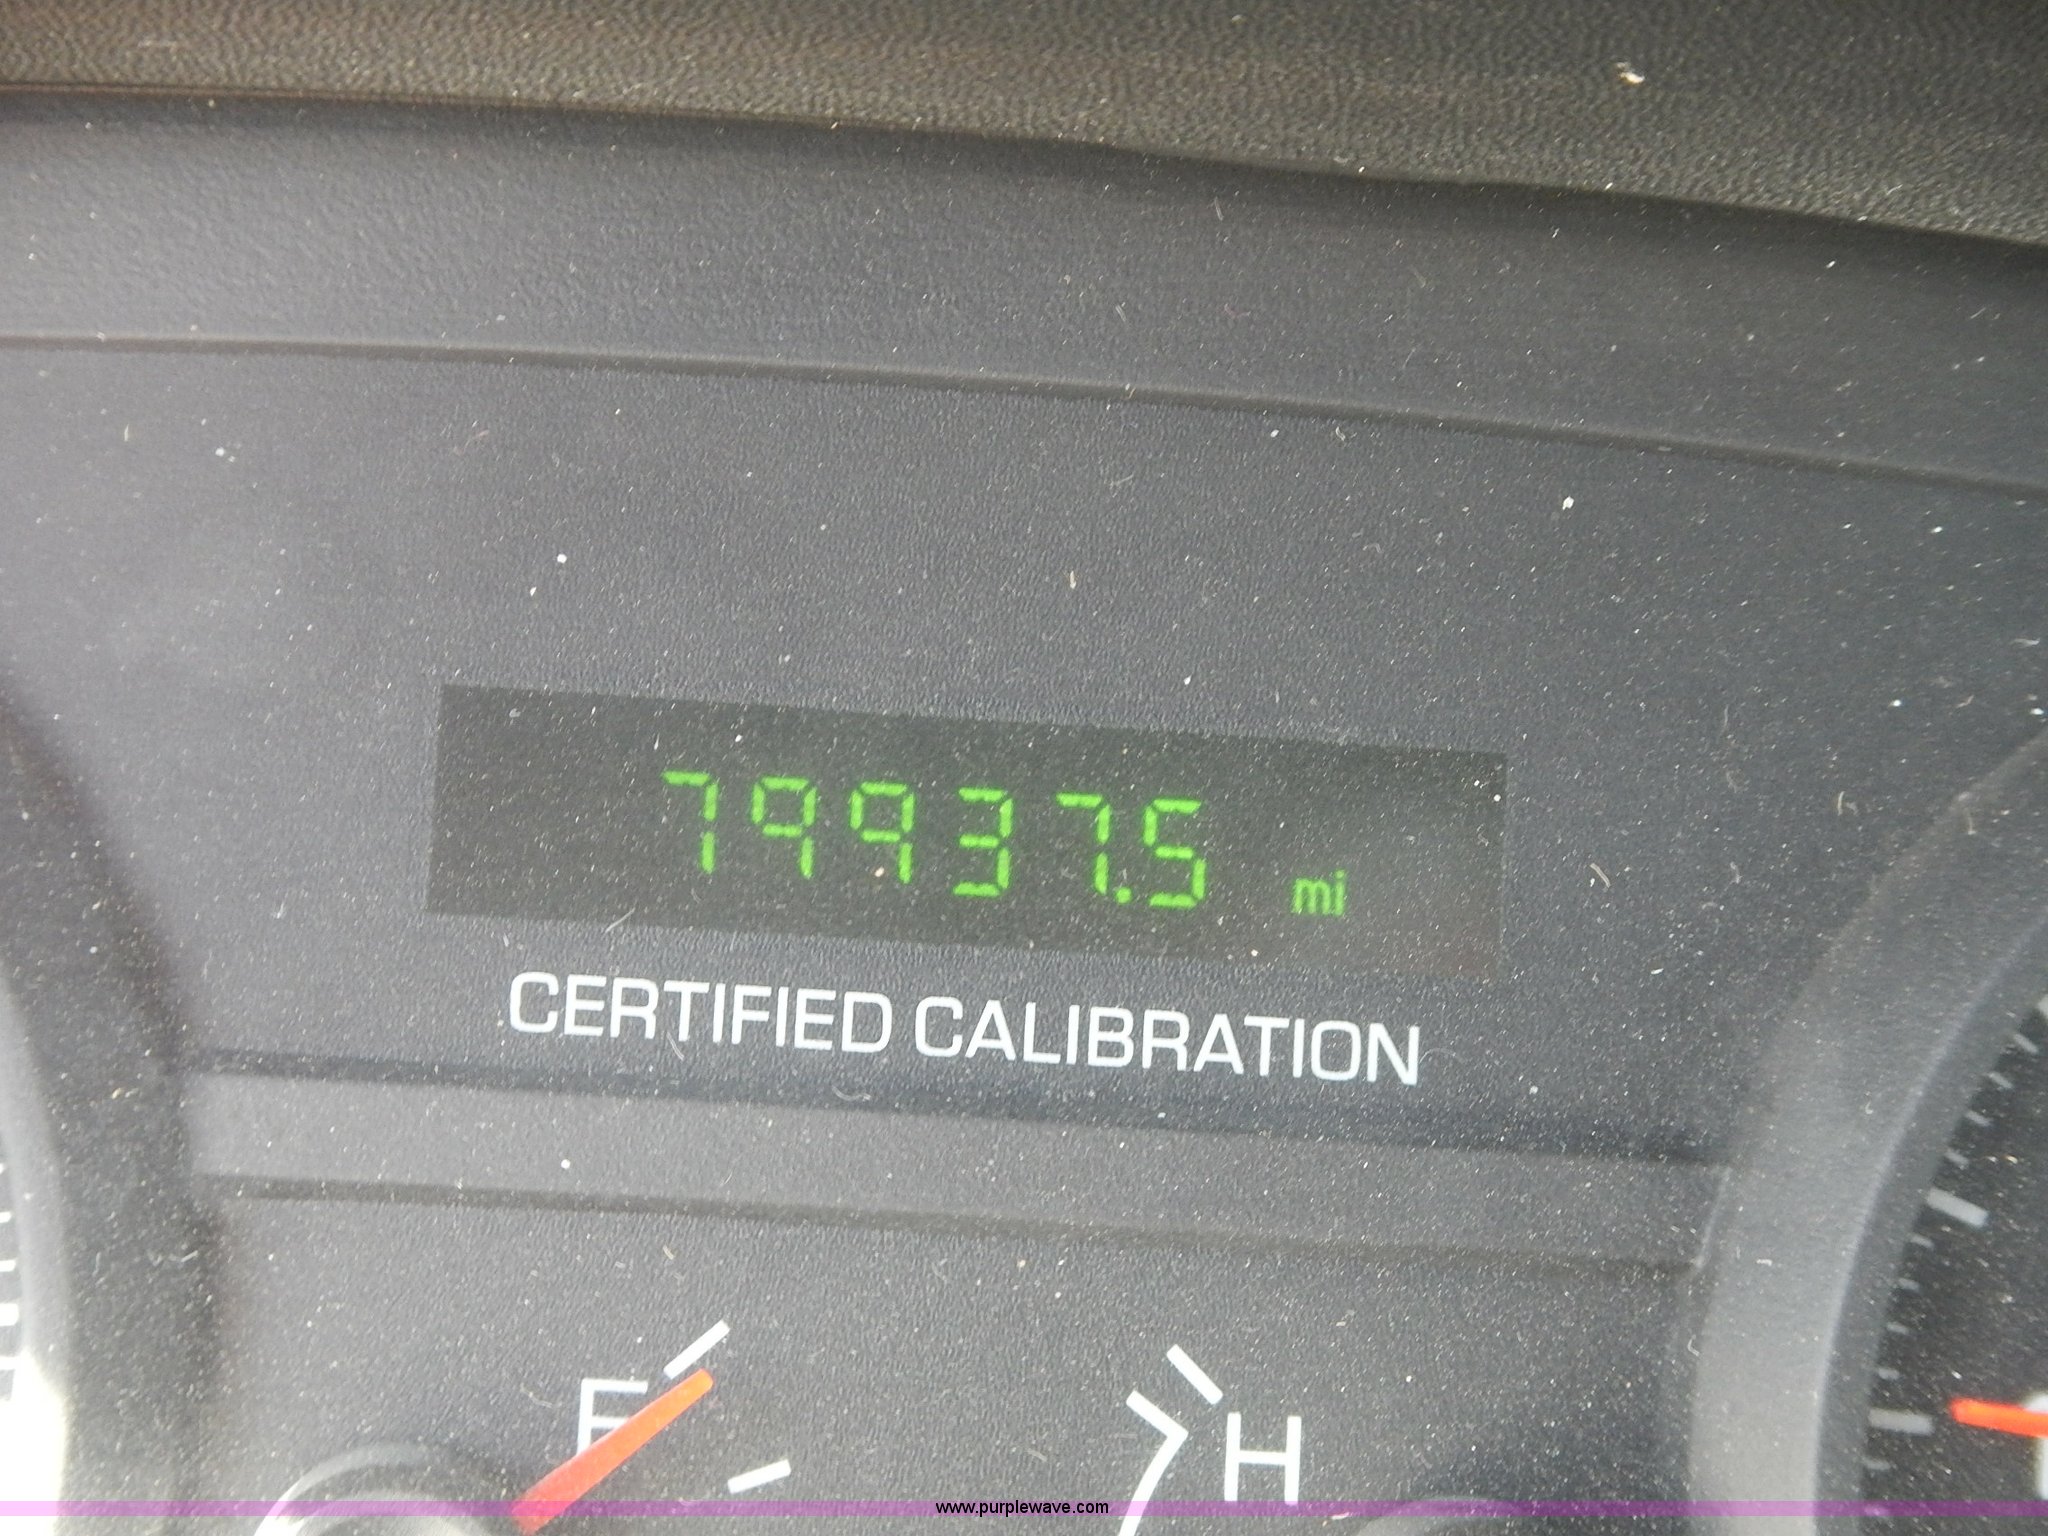 79937.5 mi
CERTIFIED CALIBRATION
F
H
www.purplewave.com